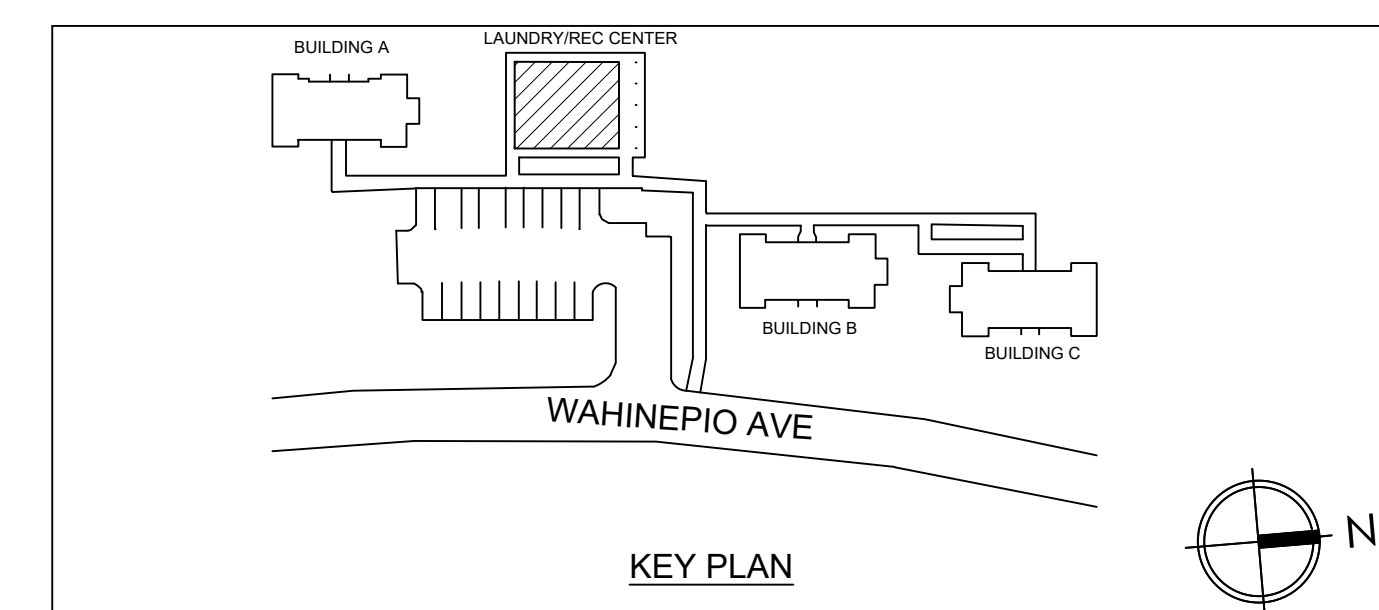 BUILDING A
LAUNDRY/REC CENTER
BUILDING B
BUILDING C
WAHINEPIO AVE
KEY PLAN
N